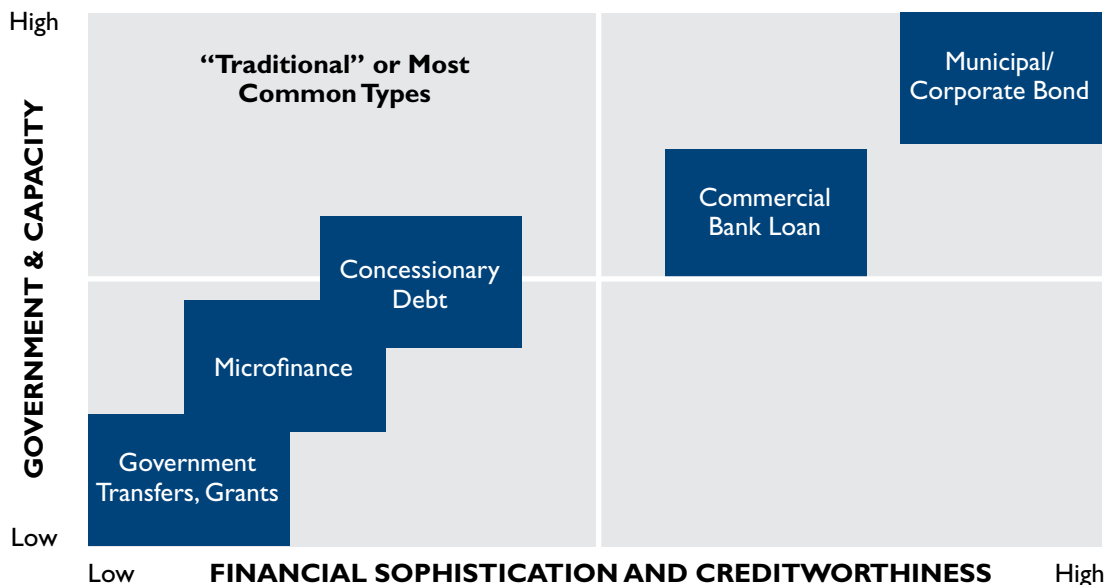 High
GOVERNMENT & CAPACITY
“Traditional” or Most
Common Types
Municipal/
Corporate Bond
Commercial
Bank Loan
Concessionary
Debt
Microfinance
Government
Transfers, Grants
Low
Low
FINANCIAL SOPHISTICATION AND CREDITWORTHINESS
High